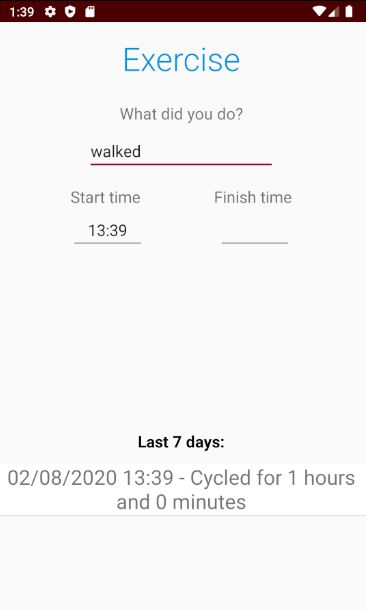 1:39
Exercise
What did you do?
walked
Start time Finish time
13:39
Last 7 days:
02/08/2020 13:39 - Cycled for 1 hours
and 0 minutes